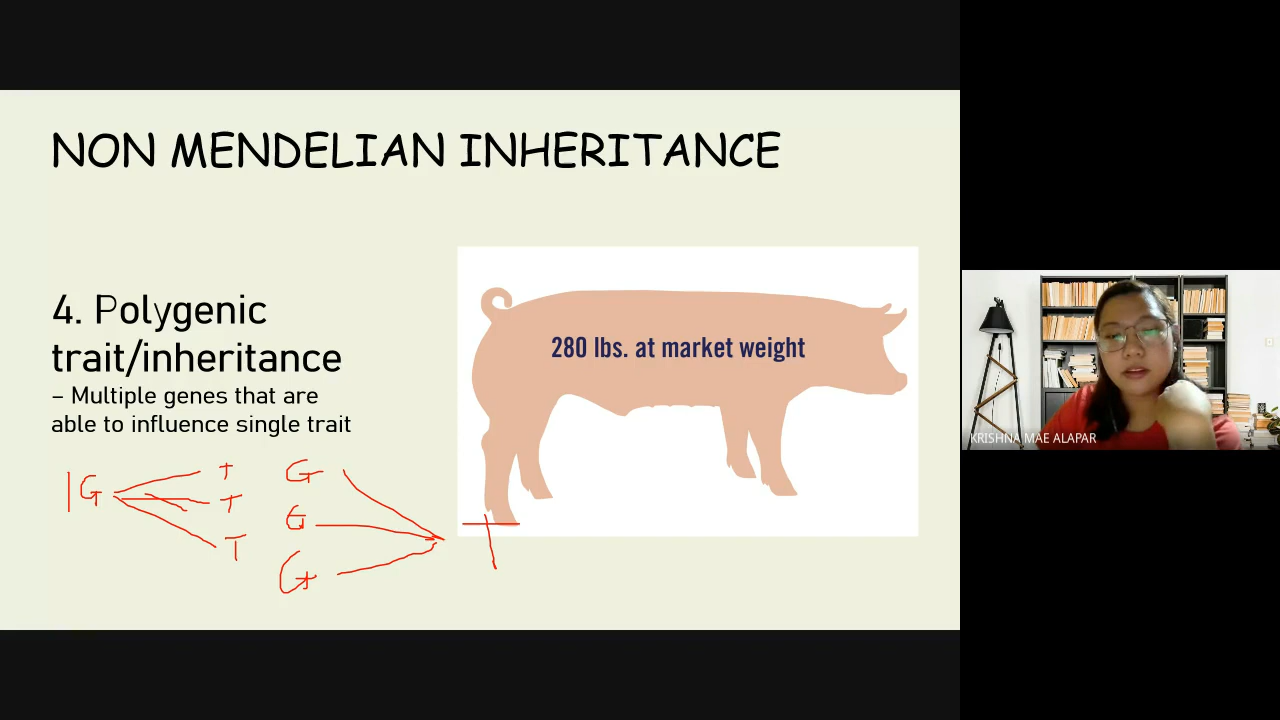 NON MENDELIAN INHERITANCE
4. Polygenic
trait/inheritance
– Multiple genes that are
able to influence single trait
280 lbs. at market weight
1G
T
T
T
G
G
G
T
KRISHNA MAE ALAPAR